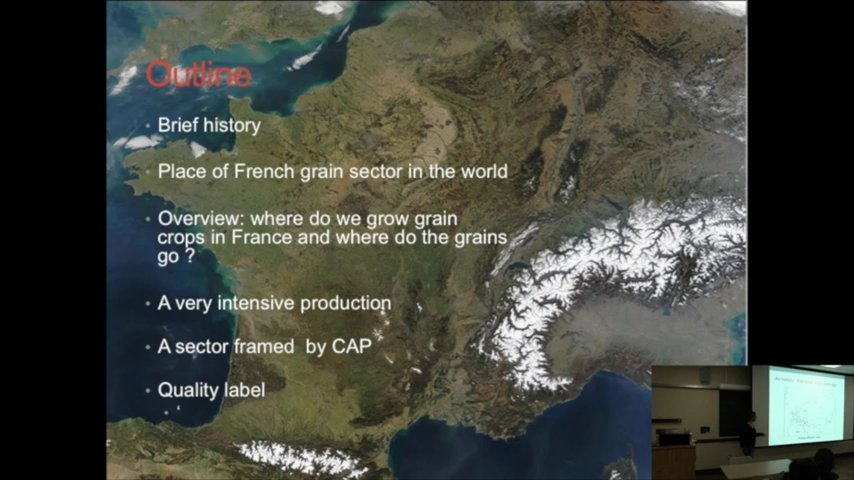 Outline
Brief history
Place of French grain sector in the world
Overview: where do we grow grain
crops in France and where do the grains
go ?
A very intensive production
A sector framed  by CAP
Quality label